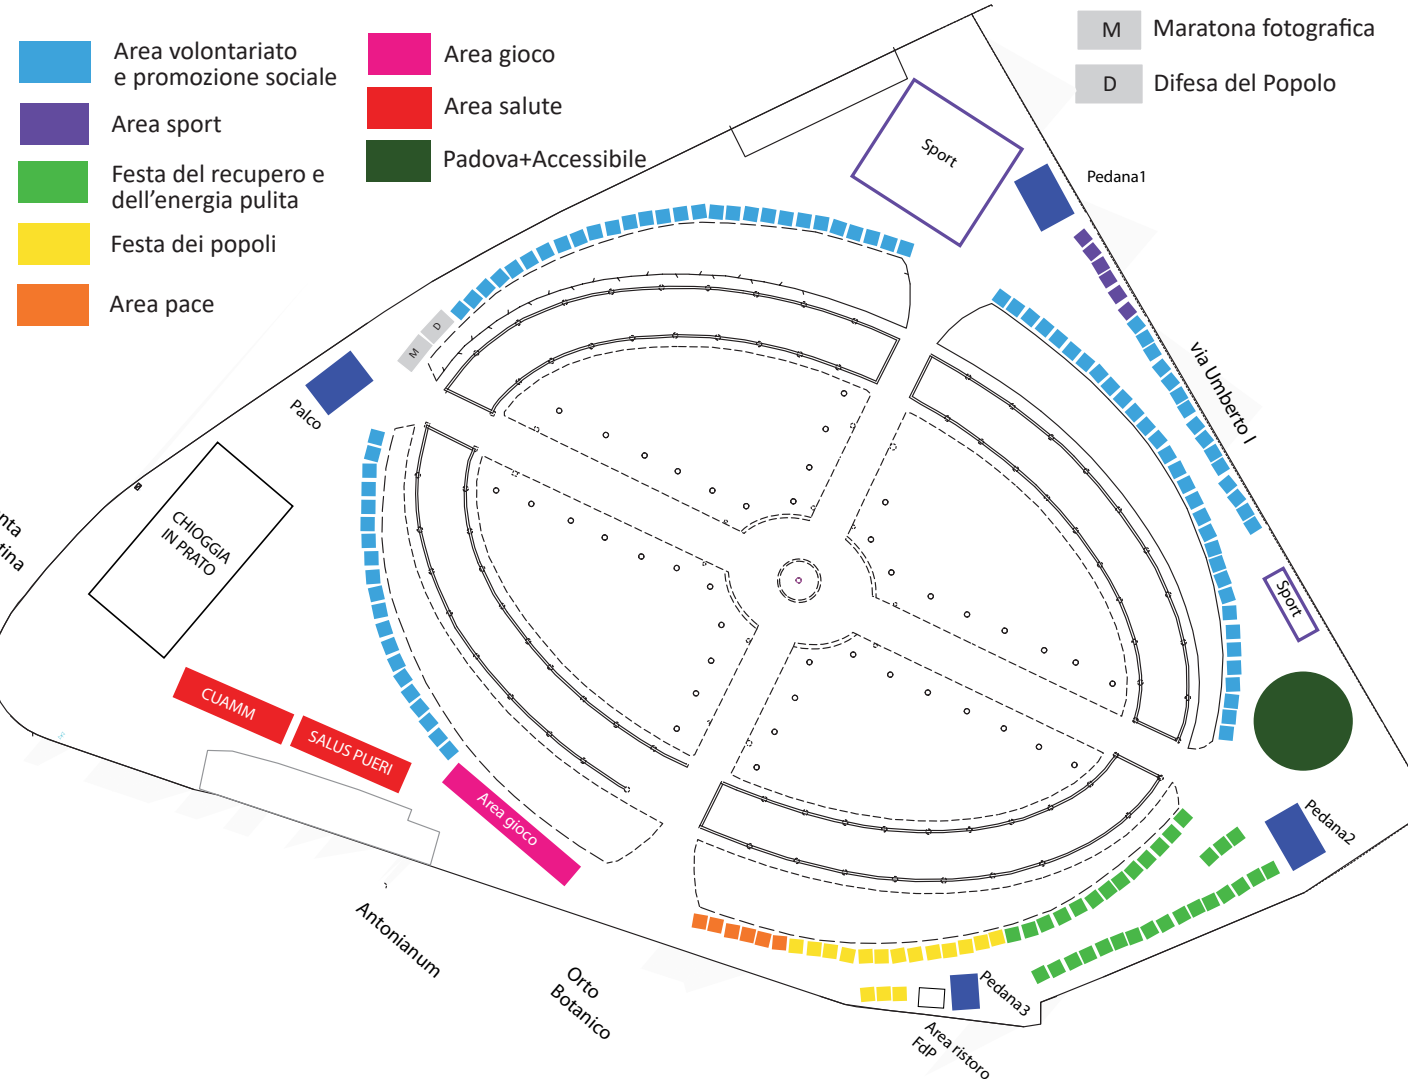 Area volontariato
e promozione sociale
Area sport
Festa del recupero e
dell'energia pulita
Festa dei popoli
Area pace
Area gioco
Area salute
Padova+Accessibile
M Maratona fotografica
D Difesa del Popolo
Sport
Pedana1
via Umberto I
D
M
Palco
CHIOGGIA
IN PRATO
nta
tina
Sport
CUAMM
SALUS PUERI
Area gioco
Pedana2
Antonianum
Orto
Botanico
Pedana3
Area ristoro
FdP